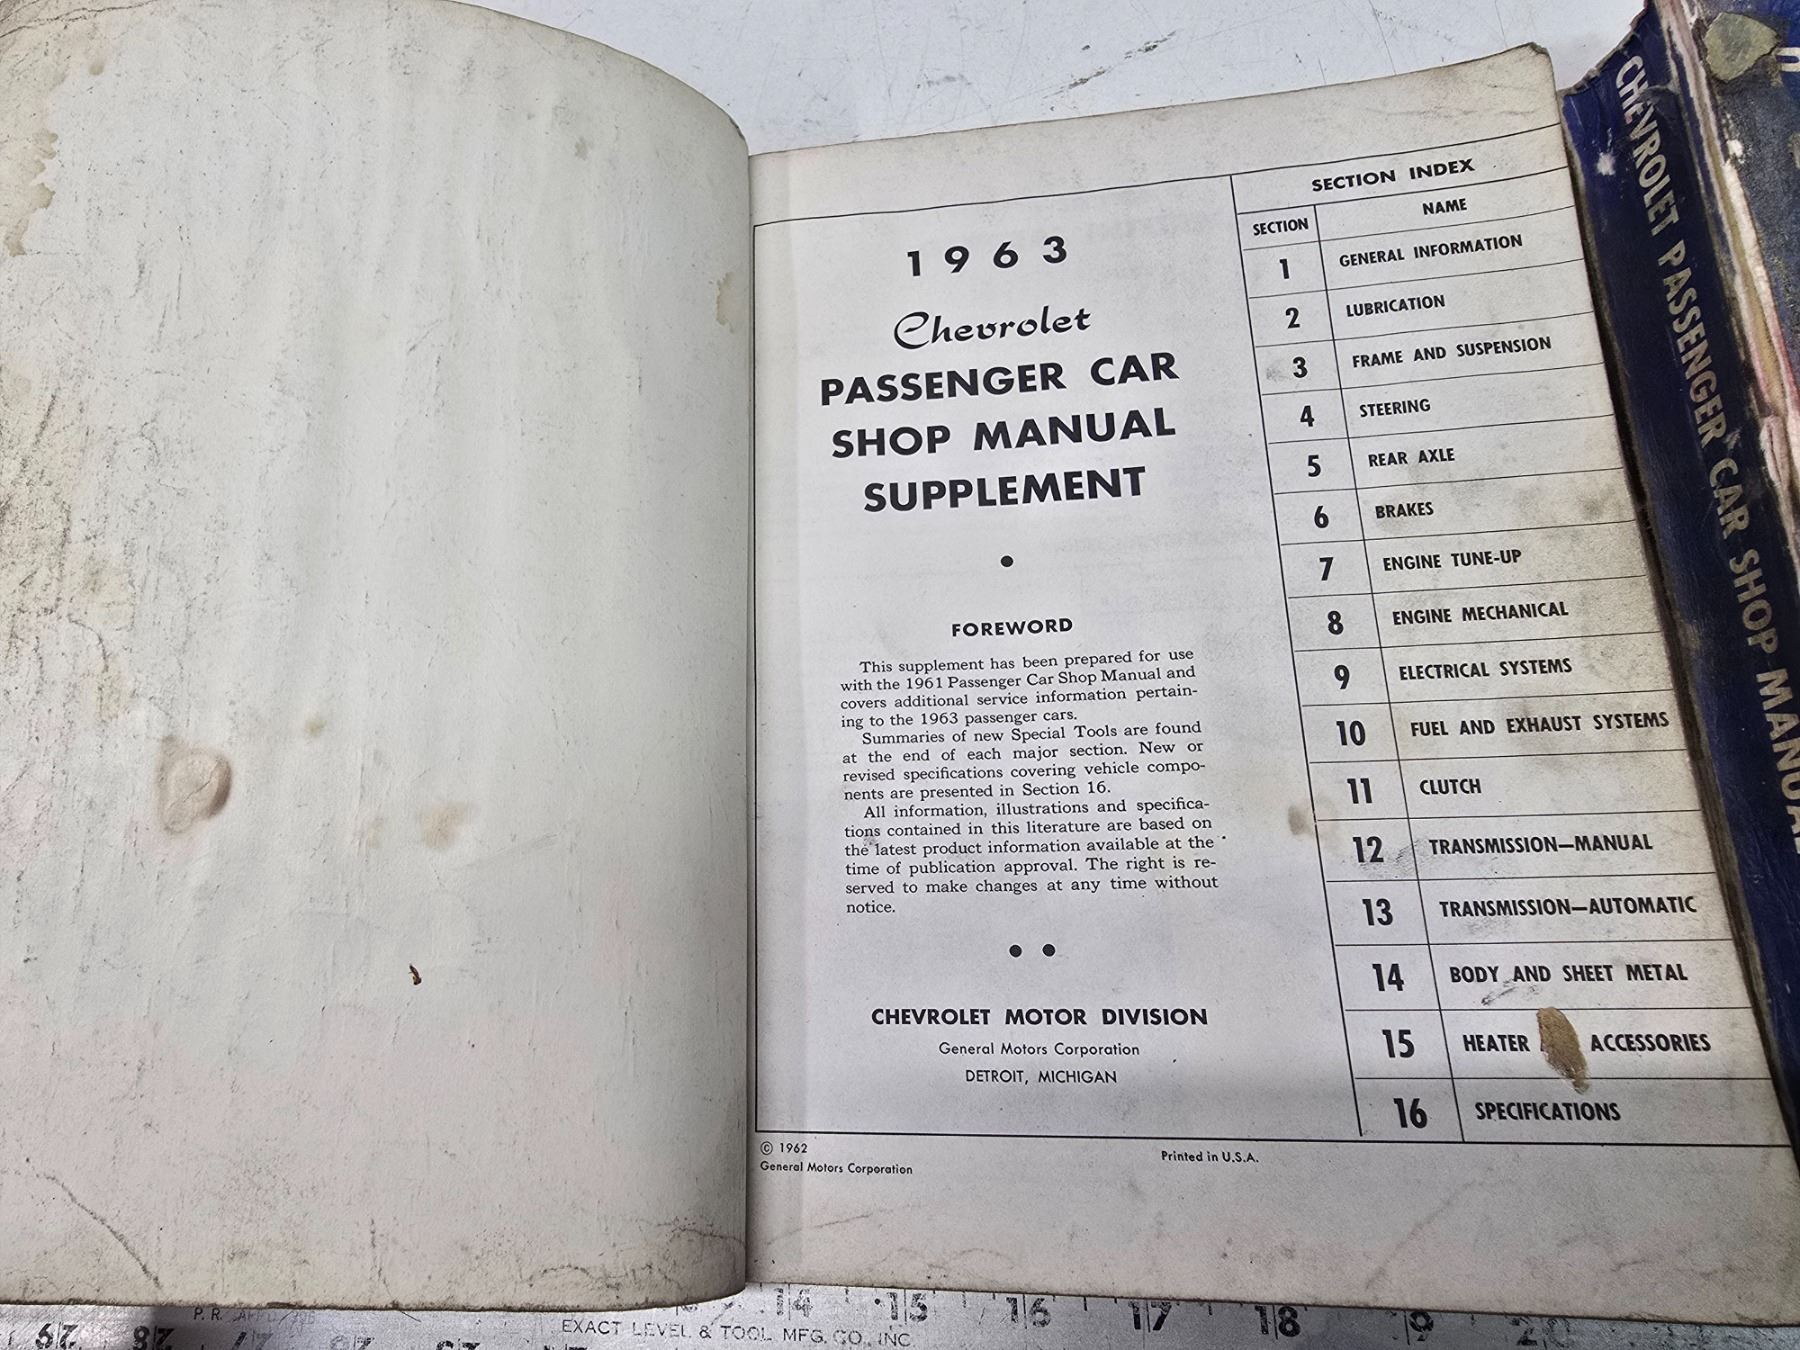 1963
Chevrolet
PASSENGER CAR
SHOP MANUAL
SUPPLEMENT
FOREWORD
This supplement has been prepared for use
with the 1961 Passenger Car Shop Manual and
covers additional service information pertain-
ing to the 1963 passenger cars.
Summaries of new Special Tools are found
at the end of each major section. New or
revised specifications covering vehicle compo-
nents are presented in Section 16.
All information, illustrations and specifica-
tions contained in this literature are based on
the latest product information available at the
time of publication approval. The right is re-
served to make changes at any time without
notice.
CHEVROLET MOTOR DIVISION
General Motors Corporation
DETROIT, MICHIGAN
© 1962
General Motors Corporation
Printed in U.S.A.
SECTION INDEX
SECTION NAME
1 GENERAL INFORMATION
2 LUBRICATION
3 FRAME AND SUSPENSION
4 STEERING
5 REAR AXLE
6 BRAKES
7 ENGINE TUNE-UP
8 ENGINE MECHANICAL
9 ELECTRICAL SYSTEMS
10 FUEL AND EXHAUST SYSTEMS
11 CLUTCH
12 TRANSMISSION—MANUAL
13 TRANSMISSION—AUTOMATIC
14 BODY AND SHEET METAL
15 HEATER ACCESSORIES
16 SPECIFICATIONS
CHEVROLET PASSENGER CAR SHOP MANUAL
14 15 16 17 18 19 20
EXACT LEVEL & TOOL MFG. CO., INC.
29 28 27